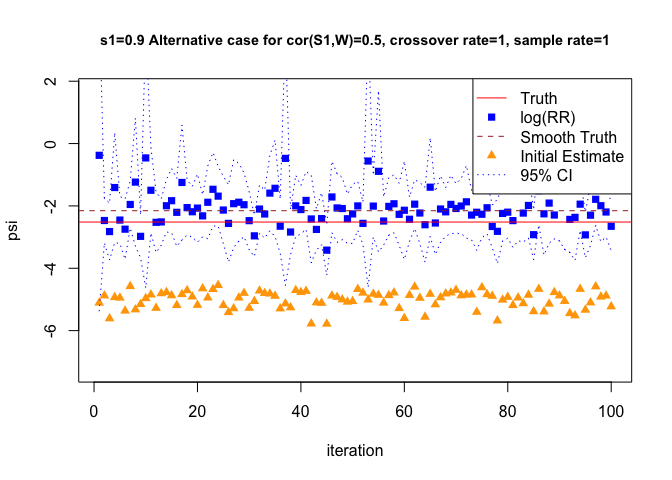 s1=0.9 Alternative case for cor(S1,W)=0.5, crossover rate=1, sample rate=1
Truth
log(RR)
Smooth Truth
Initial Estimate
95% CI
psi
2
0
-2
-4
-6
0 20 40 60 80 100
iteration